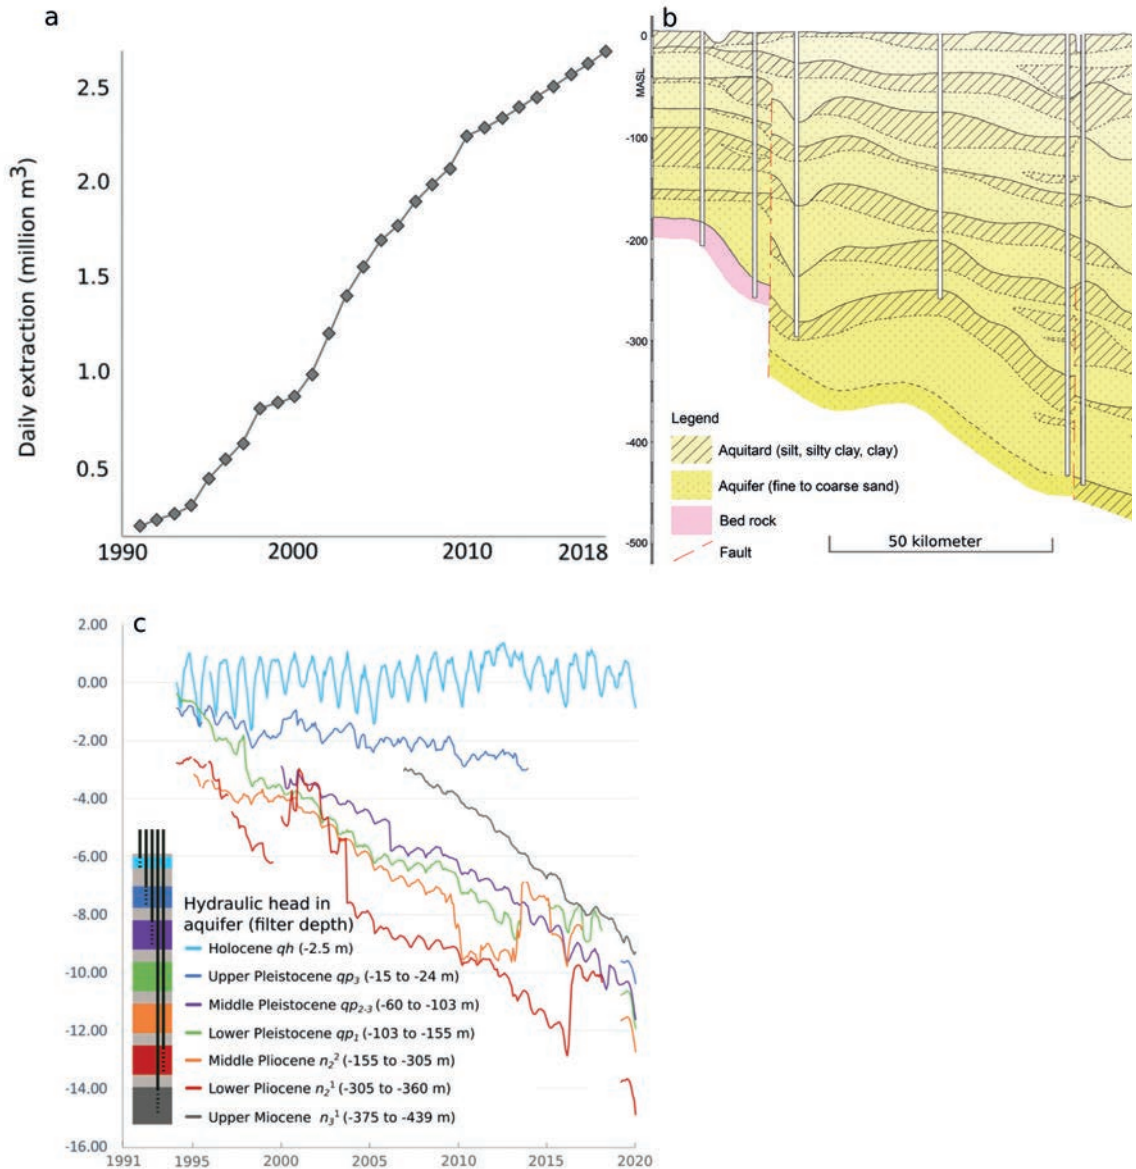 a
Daily extraction (million m³)
2.5
2.0
1.5
1.0
0.5
1990
2000
2010
2018
b
MASL
0
-100
-200
-300
-400
-500
Legend
Aquitard (silt, silty clay, clay)
Aquifer (fine to coarse sand)
Bed rock
Fault
50 kilometer
c
2.00
0.00
-2.00
-4.00
-6.00
-8.00
-10.00
-12.00
-14.00
-16.00
Hydraulic head in
aquifer (filter depth)
Holocene qh (-2.5 m)
Upper Pleistocene qp₃ (-15 to -24 m)
Middle Pleistocene qp₂₋₃ (-60 to -103 m)
Lower Pleistocene qp₁ (-103 to -155 m)
Middle Pliocene n₂² (-155 to -305 m)
Lower Pliocene n₂¹ (-305 to -360 m)
Upper Miocene n₃¹ (-375 to -439 m)
1991
1995
2000
2005
2010
2015
2020